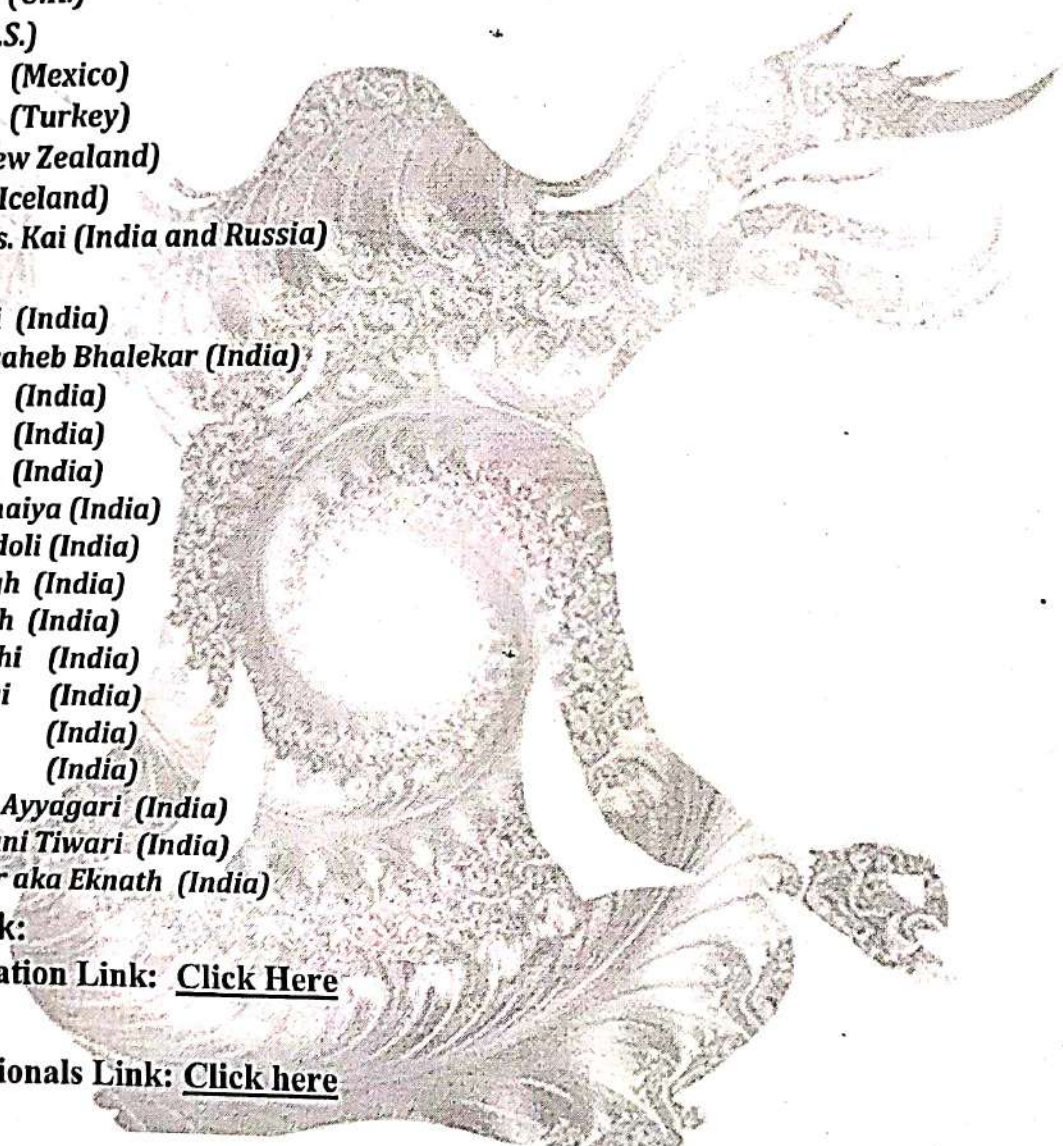 .S.)
(Mexico)
(Turkey)
ew Zealand)
Iceland)
s. Kai (India and Russia)
i (India)
aheb Bhalekar (India)
(India)
(India)
(India)
naiya (India)
doli (India)
gh (India)
h (India)
hi (India)
i (India)
(India)
(India)
Ayyagari (India)
ni Tiwari (India)
r aka Eknath (India)
k:
ation Link: Click Here
ionals Link: Click here